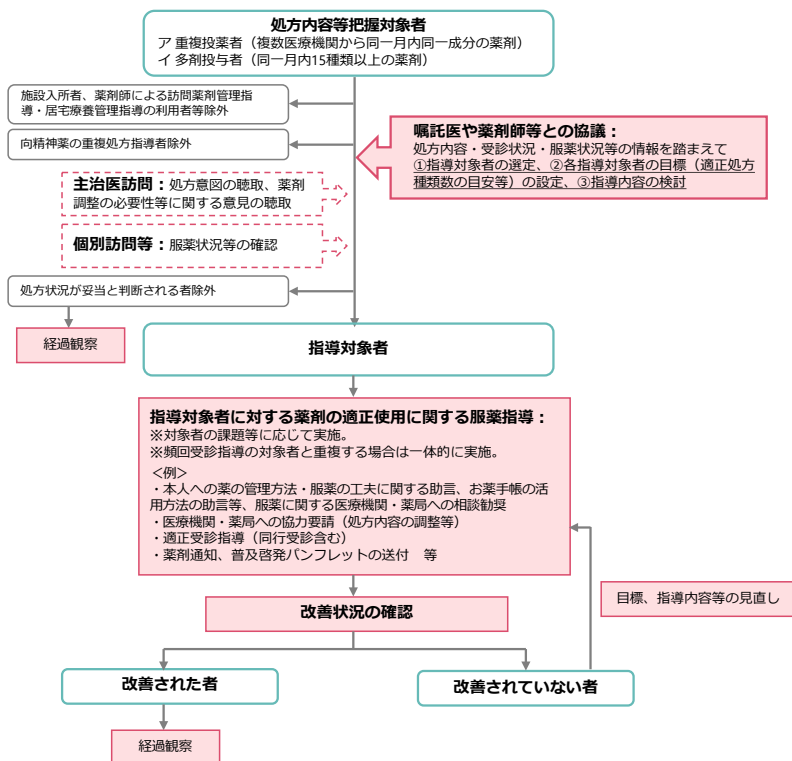 処方内容等把握対象者
ア 重複投薬者（複数医療機関から同一月内同一成分の薬剤）
イ 多剤投与者（同一月内15種類以上の薬剤）
施設入所者、薬剤師による訪問薬剤管理指
導・居宅療養管理指導の利用者等除外
向精神薬の重複処方指導者除外
嘱託医や薬剤師等との協議：
処方内容・受診状況・服薬状況等の情報を踏まえて
①指導対象者の選定、②各指導対象者の目標（適正処方
種類数の目安等）の設定、③指導内容の検討
主治医訪問：処方意図の聴取、薬剤
調整の必要性等に関する意見の聴取
個別訪問等：服薬状況等の確認
処方状況が妥当と判断される者除外
経過観察
指導対象者
指導対象者に対する薬剤の適正使用に関する服薬指導：
※対象者の課題等に応じて実施。
※頻回受診指導の対象者と重複する場合は一体的に実施。
＜例＞
・本人への薬の管理方法・服薬の工夫に関する助言、お薬手帳の活
用方法の助言等、服薬に関する医療機関・薬局への相談勧奨
・医療機関・薬局への協力要請（処方内容の調整等）
・適正受診指導（同行受診含む）
・薬剤通知、普及啓発パンフレットの送付　等
目標、指導内容等の見直し
改善状況の確認
改善された者
改善されていない者
経過観察